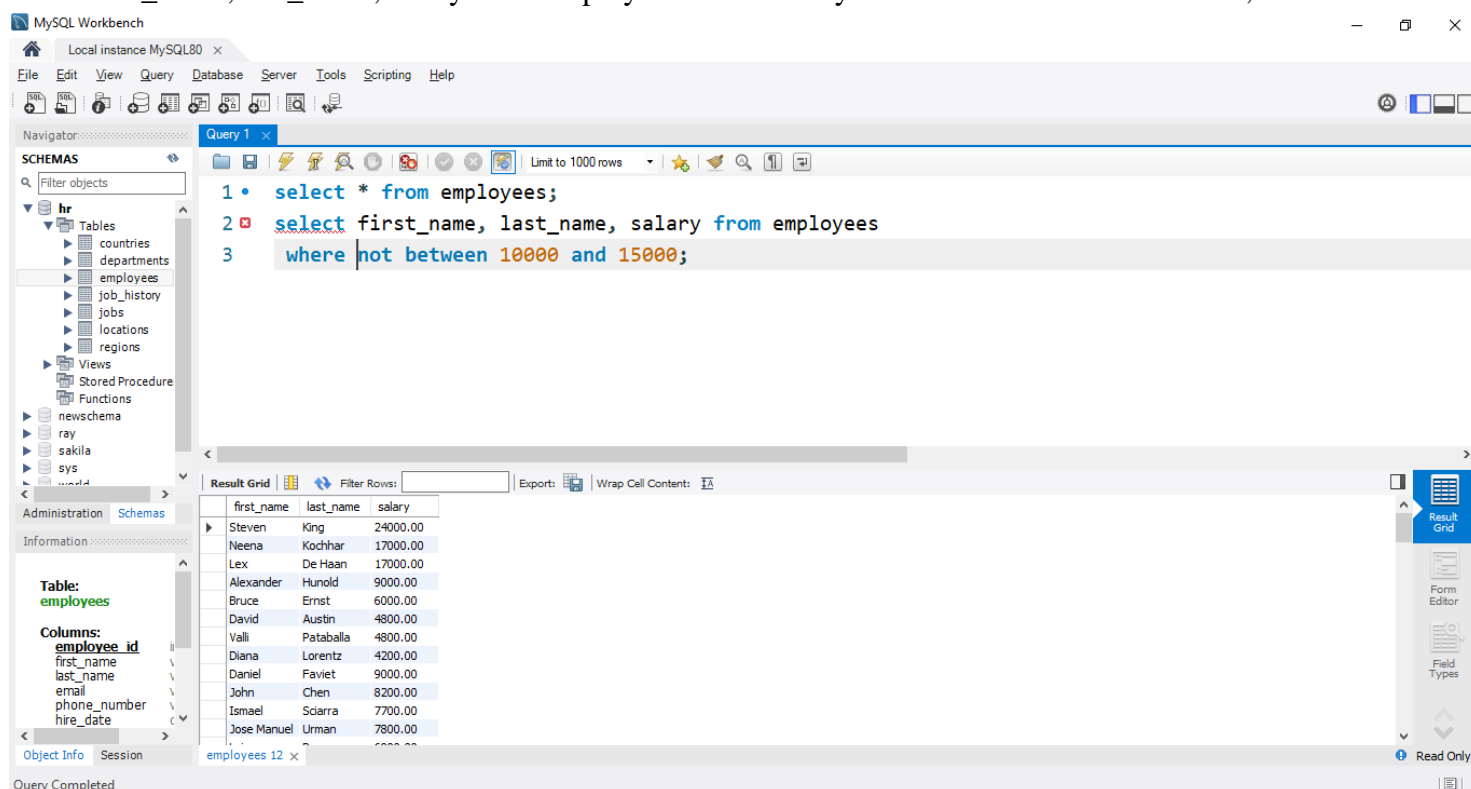 MySQL Workbench
Local instance MySQL80 ×
File Edit View Query Database Server Tools Scripting Help
Navigator
SCHEMAS
Filter objects
hr
Tables
countries
departments
employees
job_history
jobs
locations
regions
Views
Stored Procedure
Functions
newschema
ray
sakila
sys
Administration Schemas
Information
Table:
employees
Columns:
employee_id
first_name
last_name
email
phone_number
hire_date
Object Info Session
Query 1 ×
Limit to 1000 rows
1 select * from employees;
2 select first_name, last_name, salary from employees
3 where not between 10000 and 15000;
Result Grid Filter Rows: Export: Wrap Cell Content:
first_name last_name salary
Steven King 24000.00
Neena Kochhar 17000.00
Lex De Haan 17000.00
Alexander Hunold 9000.00
Bruce Ernst 6000.00
David Austin 4800.00
Valli Pataballa 4800.00
Diana Lorentz 4200.00
Daniel Faviet 9000.00
John Chen 8200.00
Ismael Sciarra 7700.00
Jose Manuel Urman 7800.00
Result
Grid
Form
Editor
Field
Types
employees 12 ×
Read Only
Query Completed